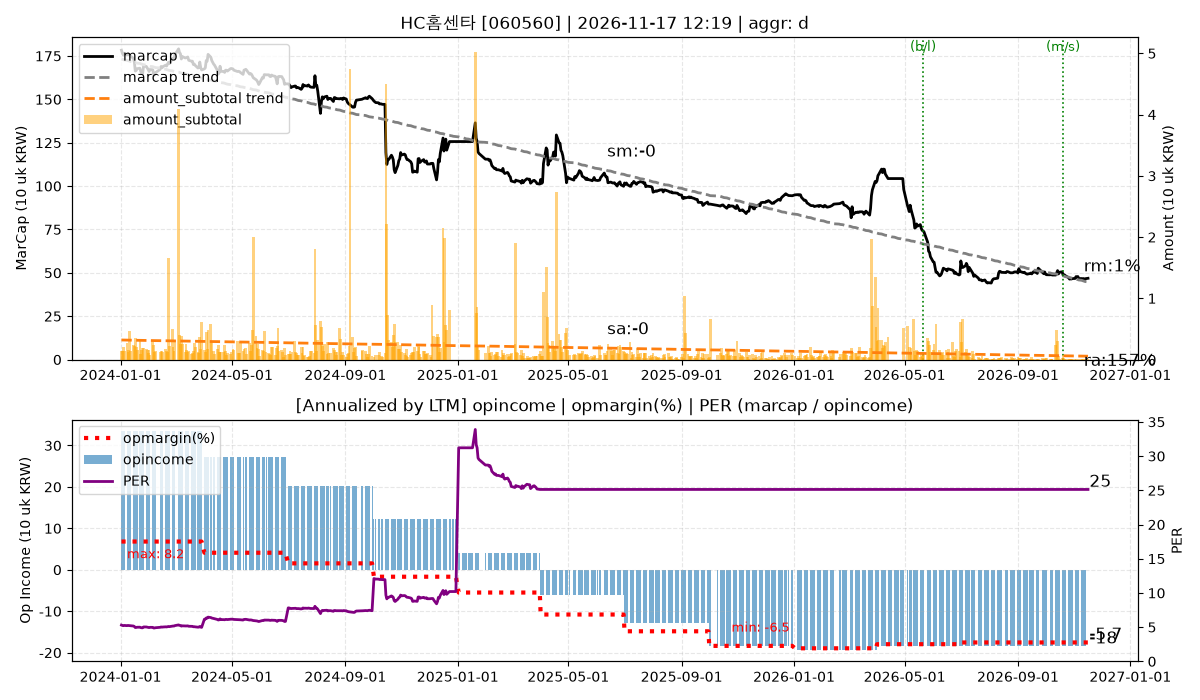 HC홈센타 [060560] | 2026-11-17 12:19 | aggr: d
(b/l)
(m/s)
marcap
marcap trend
amount_subtotal trend
amount_subtotal
MarCap (10 uk KRW)
Amount (10 uk KRW)
175
150
125
100
75
50
25
0
5
4
3
2
1
0
sm:-0
sa:-0
rm:1%
ra:157%
2024-01-01 2024-05-01 2024-09-01 2025-01-01 2025-05-01 2025-09-01 2026-01-01 2026-05-01 2026-09-01 2027-01-01
[Annualized by LTM] opincome | opmargin(%) | PER (marcap / opincome)
opmargin(%)
opincome
PER
Op Income (10 uk KRW)
PER
30
20
10
0
-10
-20
35
30
25
20
15
10
5
0
max: 8.2
min: -6.5
25
-5.7
-18
2024-01-01 2024-05-01 2024-09-01 2025-01-01 2025-05-01 2025-09-01 2026-01-01 2026-05-01 2026-09-01 2027-01-01